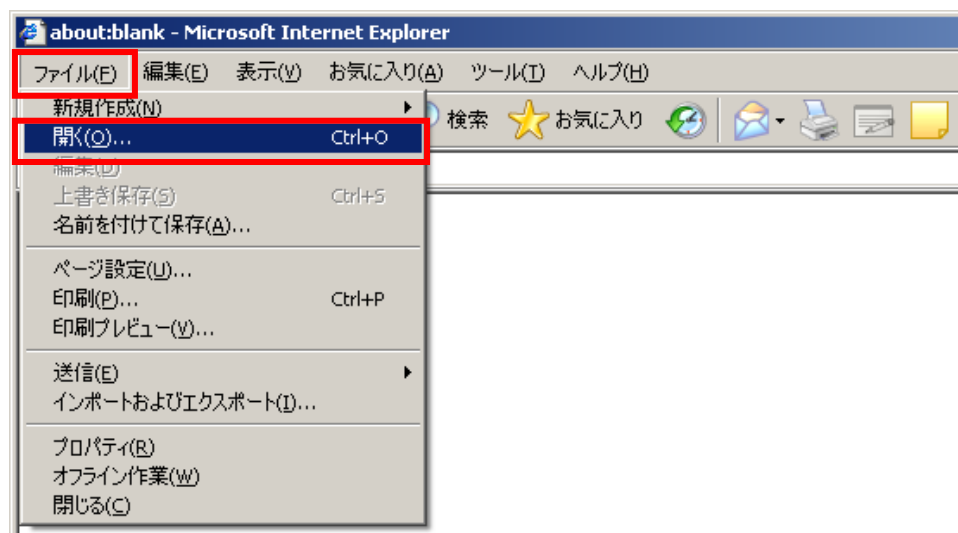 about:blank - Microsoft Internet Explorer
ファイル(F) 編集(E) 表示(V) お気に入り(A) ツール(T) ヘルプ(H)
検索 お気に入り
新規作成(N)
開く(O)... Ctrl+O
編集(D)
上書き保存(S) Ctrl+S
名前を付けて保存(A)...
ページ設定(U)...
印刷(P)... Ctrl+P
印刷プレビュー(V)...
送信(E)
インポートおよびエクスポート(I)...
プロパティ(R)
オフライン作業(W)
閉じる(C)